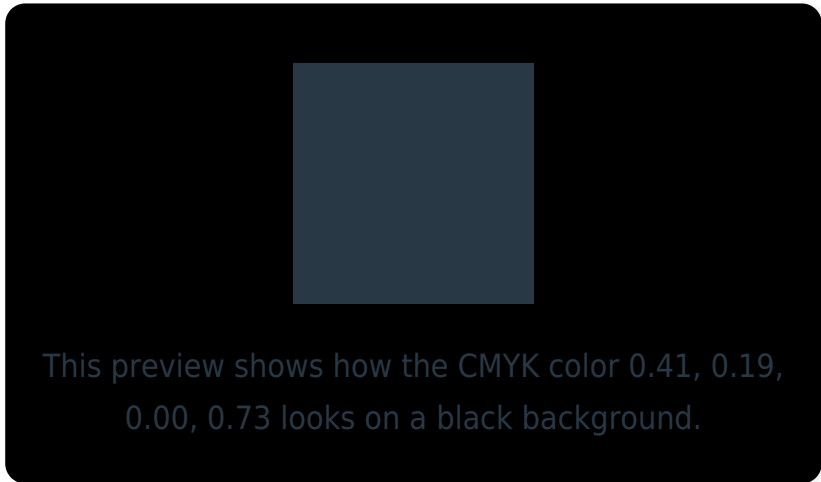 This preview shows how the CMYK color 0.41, 0.19,
0.00, 0.73 looks on a black background.